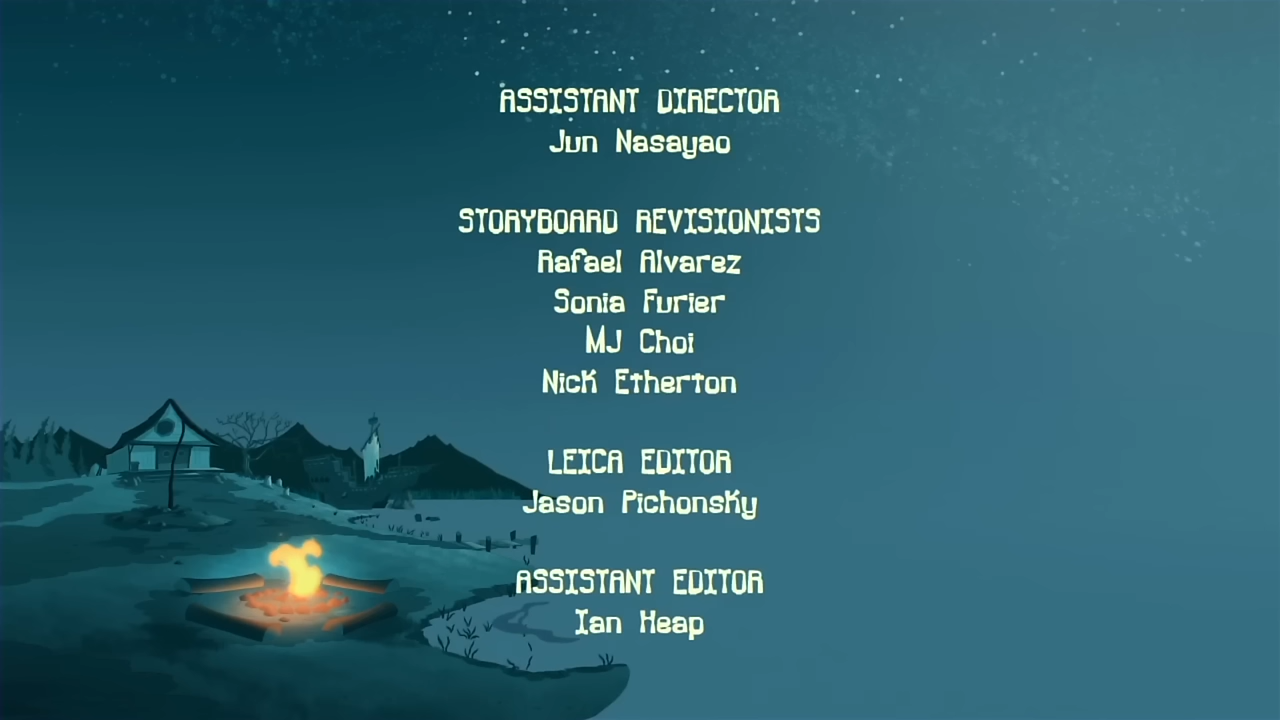 ASSISTANT DIRECTOR
Jun Nasayao
STORYBOARD REVISIONISTS
Rafael Alvarez
Sonia Furier
MJ Choi
Nick Etherton
LEICA EDITOR
Jason Pichonsky
ASSISTANT EDITOR
Ian Heap